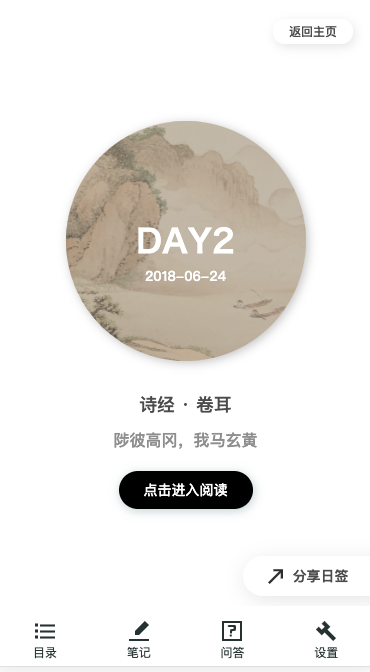 返回主页
DAY2
2018-06-24
诗经 · 卷耳
陟彼高冈，我马玄黄
点击进入阅读
分享日签
目录
笔记
问答
设置